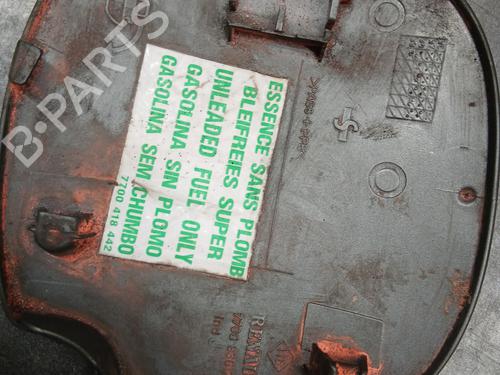 ESSENCE SANS PLOMB
BLEIFREIES SUPER
UNLEADED FUEL ONLY
GASOLINA SIN PLOMO
GASOLINA SEM CHUMBO
7700 418 442
B-PARTS
RENAULT